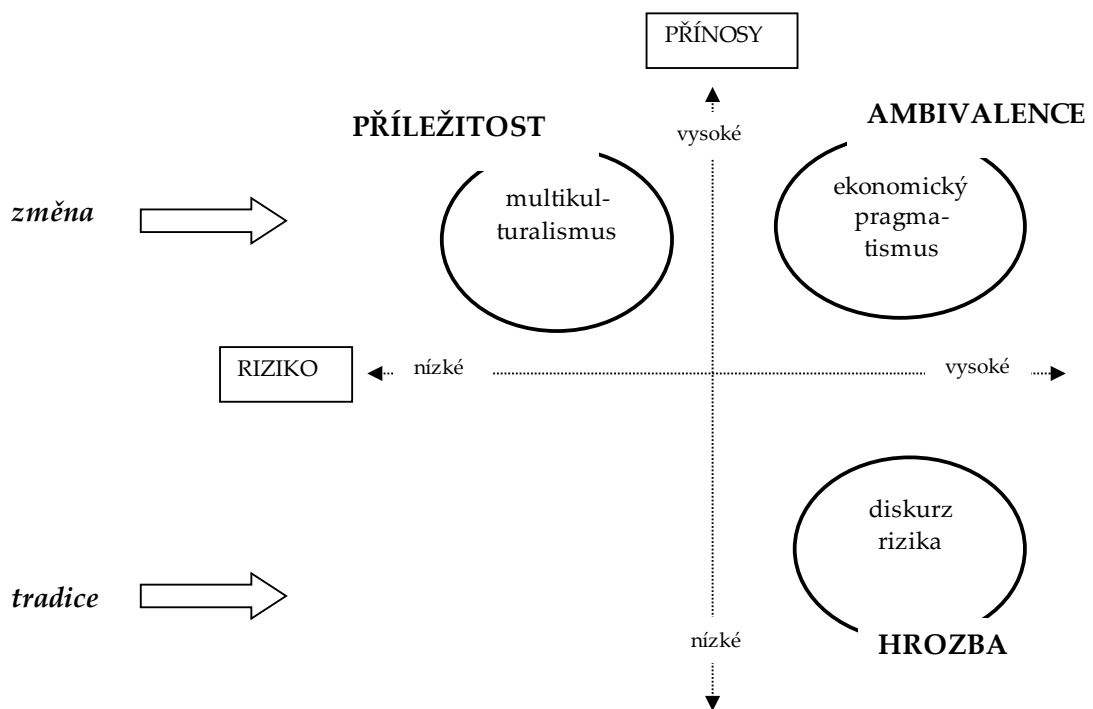 PŘÍNOSY
PŘÍLEŽITOST
AMBIVALENCE
vysoké
změna
multikul-
turalismus
ekonomický
pragma-
tismus
RIZIKO
nízké
vysoké
diskurz
rizika
tradice
nízké
HROZBA